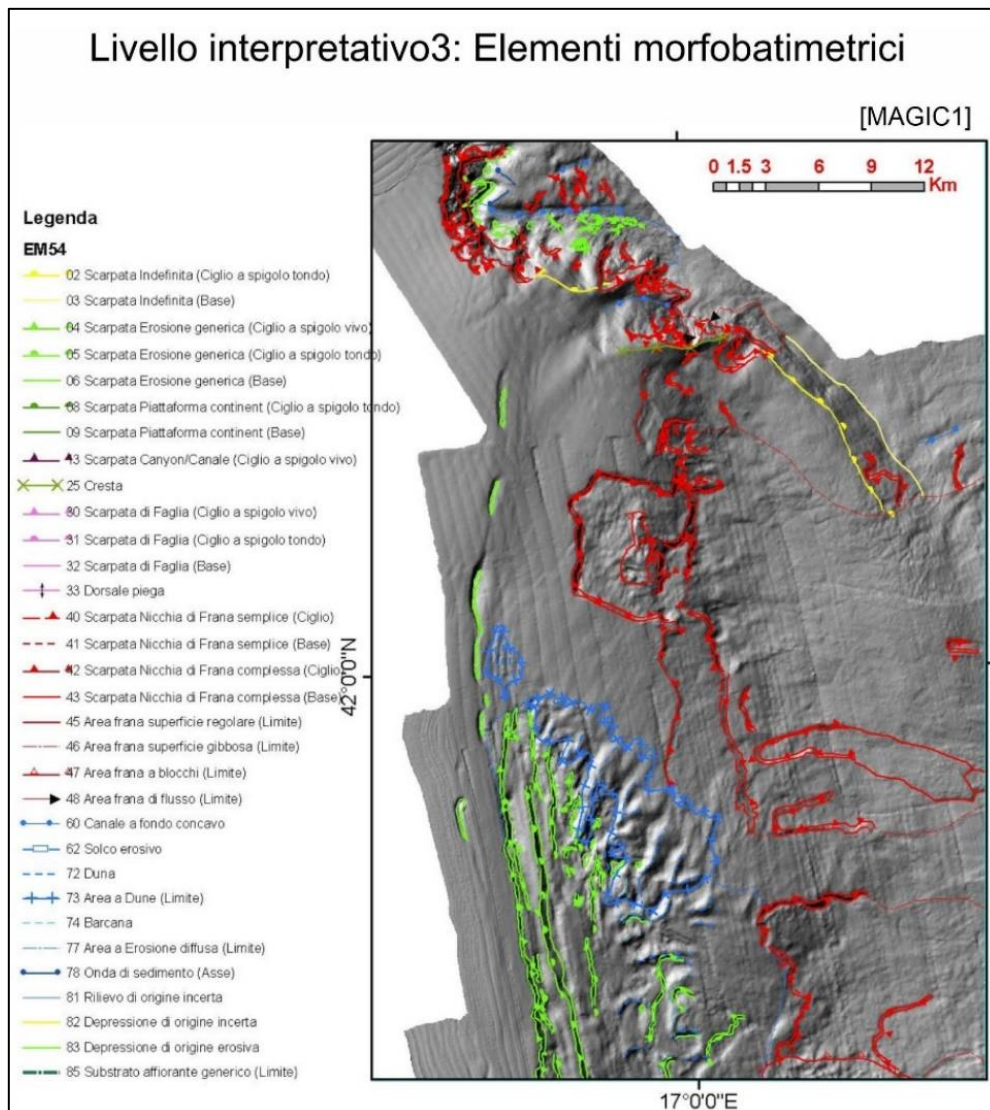 Livello interpretativo3: Elementi morfobatimetrici
[MAGIC1]
0 1.5 3 6 9 12
Km
Legenda
EM54
02 Scarpata Indefinita (Ciglio a spigolo tondo)
03 Scarpata Indefinita (Base)
04 Scarpata Erosione generica (Ciglio a spigolo vivo)
05 Scarpata Erosione generica (Ciglio a spigolo tondo)
06 Scarpata Erosione generica (Base)
08 Scarpata Piattaforma continent (Ciglio a spigolo tondo)
09 Scarpata Piattaforma continent (Base)
13 Scarpata Canyon/Canale (Ciglio a spigolo vivo)
25 Cresta
30 Scarpata di Faglia (Ciglio a spigolo vivo)
31 Scarpata di Faglia (Ciglio a spigolo tondo)
32 Scarpata di Faglia (Base)
33 Dorsale piega
40 Scarpata Nicchia di Frana semplice (Ciglio)
41 Scarpata Nicchia di Frana semplice (Base)
42 Scarpata Nicchia di Frana complessa (Ciglio)
43 Scarpata Nicchia di Frana complessa (Base)
45 Area frana superficie regolare (Limite)
46 Area frana superficie gibbosa (Limite)
47 Area frana a blocchi (Limite)
48 Area frana di flusso (Limite)
60 Canale a fondo concavo
62 Solco erosivo
72 Duna
73 Area a Dune (Limite)
74 Barcana
77 Area a Erosione diffusa (Limite)
78 Onda di sedimento (Asse)
81 Rilievo di origine incerta
82 Depressione di origine incerta
83 Depressione di origine erosiva
85 Substrato affiorante generico (Limite)
42°0'0"N
17°0'0"E